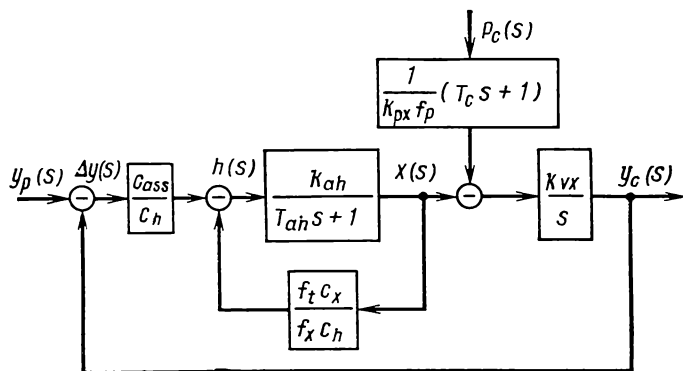 p_c(s)
1
K_px f_p
(T_c s + 1)
y_p(s)
Δy(s)
C_ass
C_h
h(s)
K_ah
T_ah s + 1
X(s)
K_vx
s
y_c(s)
f_t C_x
f_x C_h